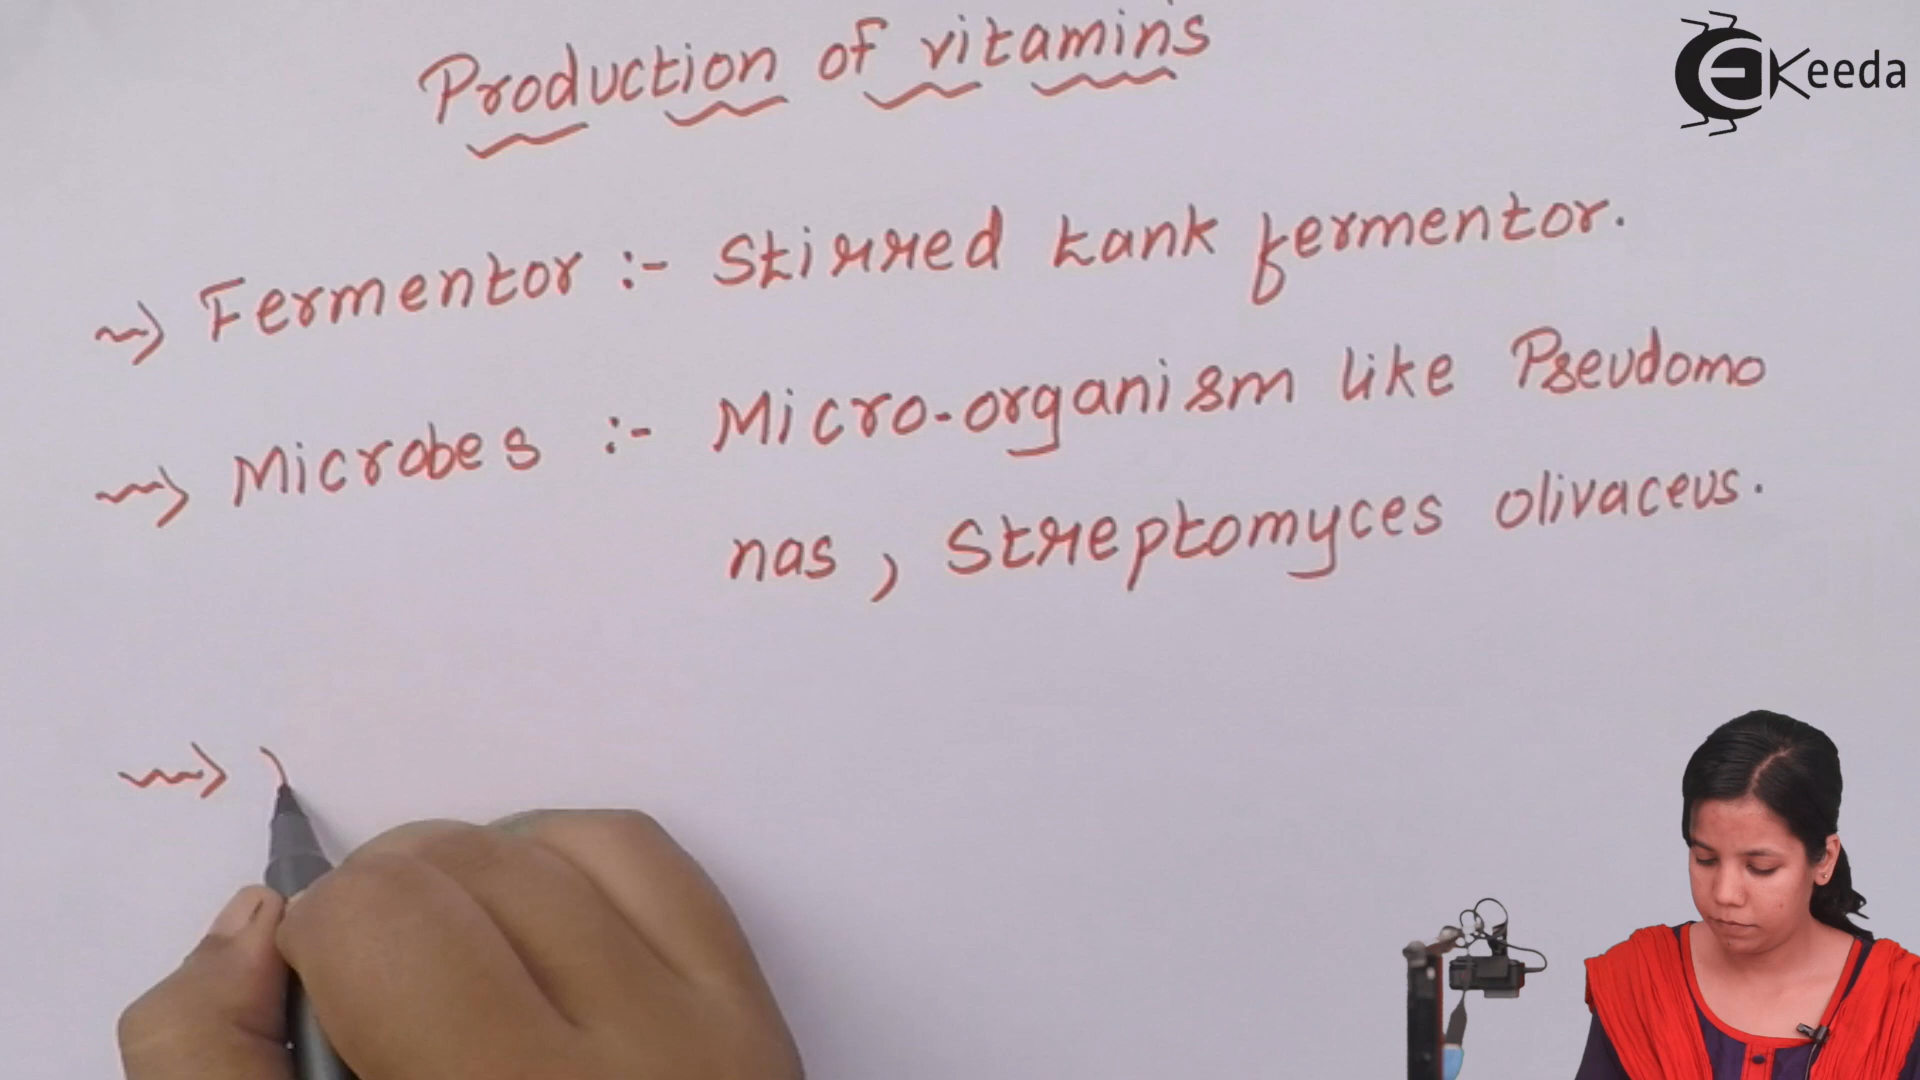 Production of vitamins
Keeda
Fermentor :- Stirred tank fermentor.
Microbes :- Micro-organism like Pseudomo
nas, Streptomyces olivaceus.